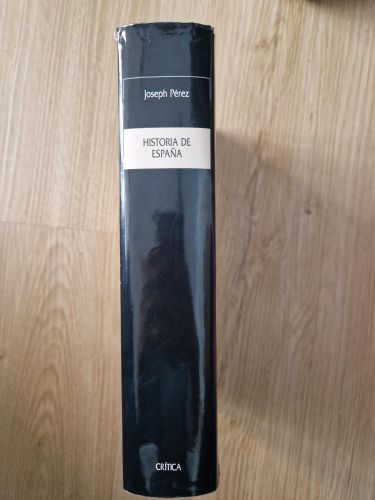 Joseph Pérez
HISTORIA DE
ESPAÑA
CRÍTICA